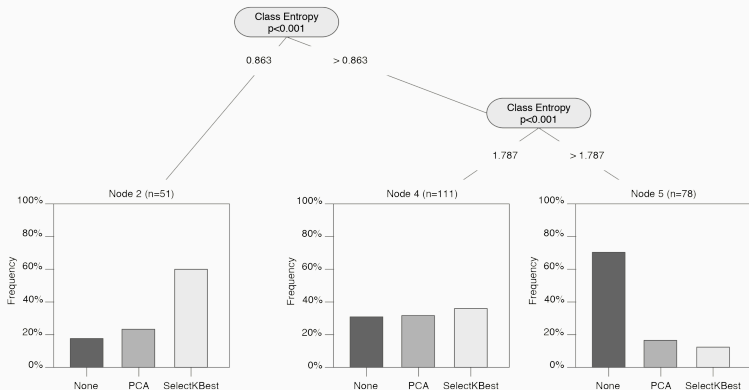 Class Entropy
p<0.001
0.863
> 0.863
Class Entropy
p<0.001
1.787
> 1.787
Node 2 (n=51)
100%
80%
60%
40%
20%
0%
Frequency
None PCA SelectKBest
Node 4 (n=111)
100%
80%
60%
40%
20%
0%
Frequency
None PCA SelectKBest
Node 5 (n=78)
100%
80%
60%
40%
20%
0%
Frequency
None PCA SelectKBest